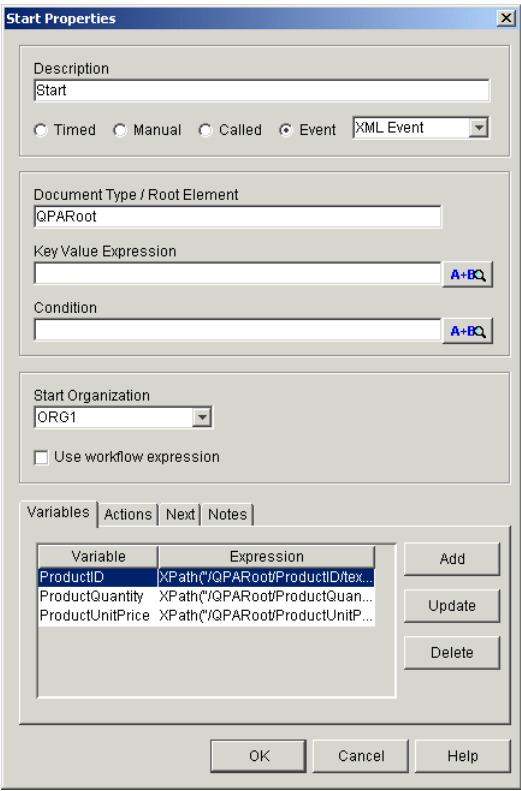 Start Properties
Description
Start
Timed Manual Called Event XML Event
Document Type / Root Element
QPARoot
Key Value Expression
A+B
Condition
A+B
Start Organization
ORG1
Use workflow expression
Variables Actions Next Notes
Variable Expression Add
ProductID XPath("/QPARoot/ProductID/tex...
ProductQuantity XPath("/QPARoot/ProductQuan...
ProductUnitPrice XPath("/QPARoot/ProductUnitP...
Update
Delete
OK Cancel Help